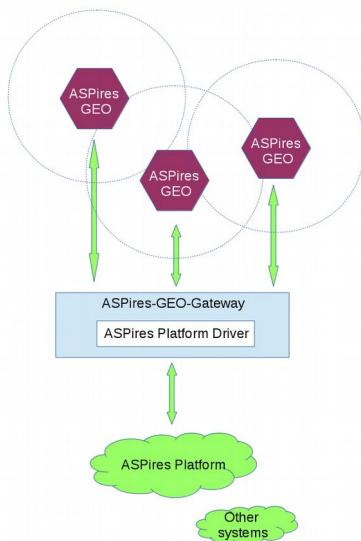 ASPires
GEO
ASPires
GEO
ASPires
GEO
ASPires-GEO-Gateway
ASPires Platform Driver
ASPires Platform
Other
systems